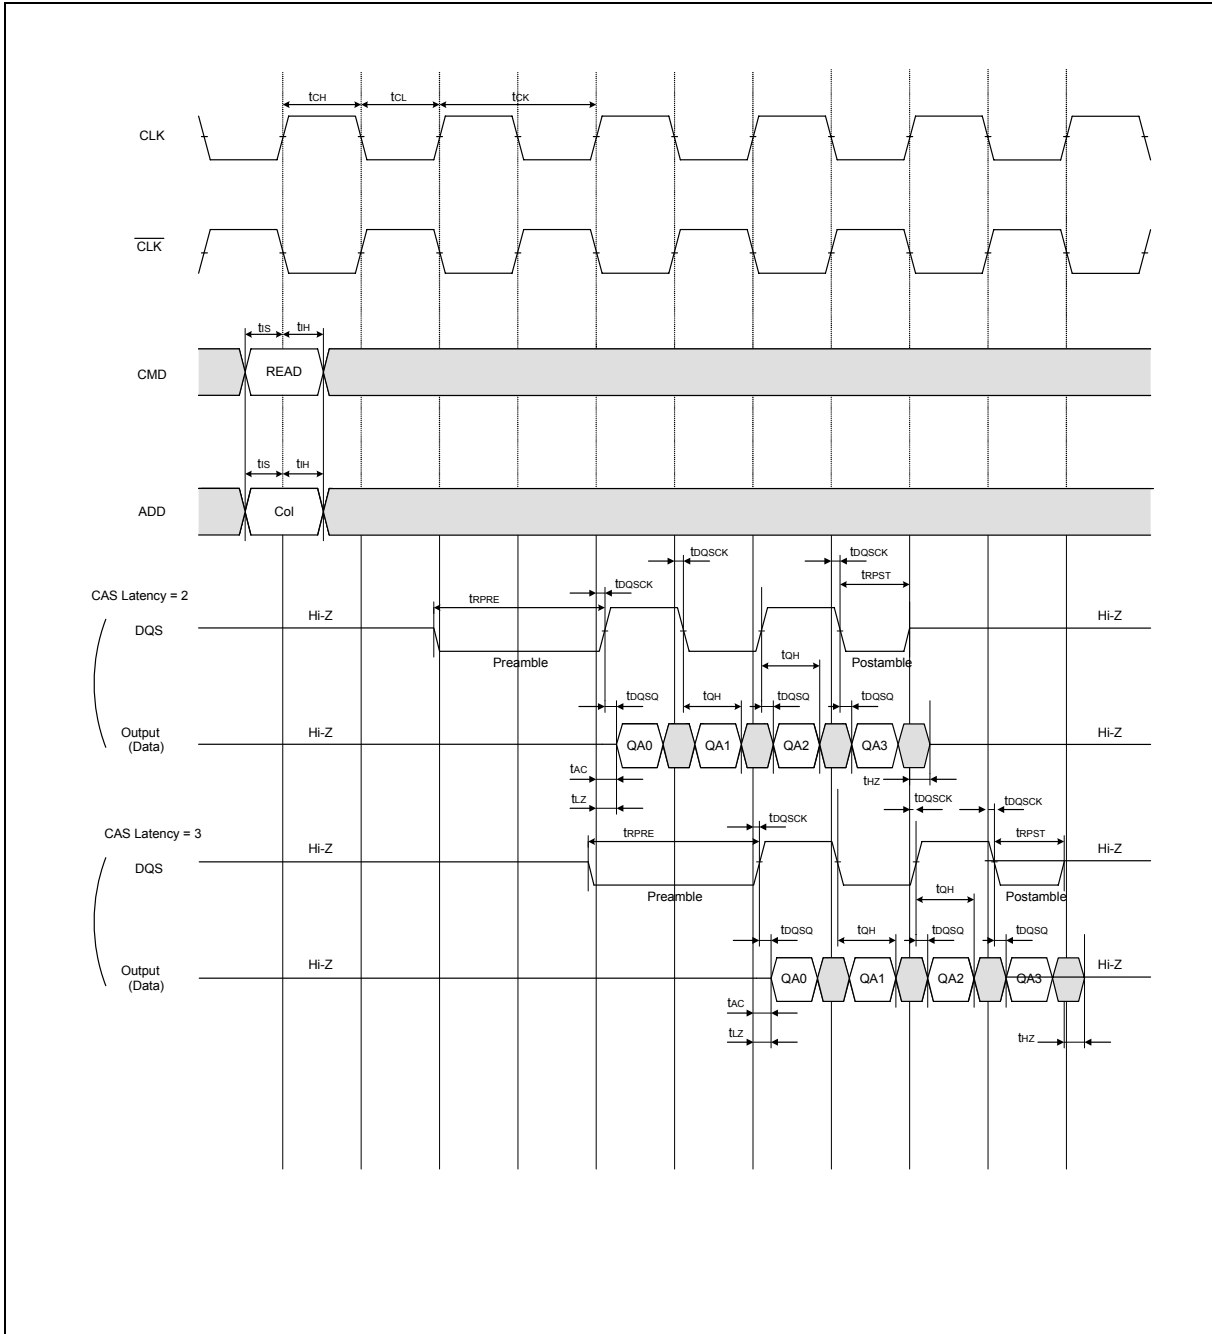 tCH tCL tCK
CLK
CLK
tIS tIH
CMD READ
tIS tIH
ADD Col
tDQSCK tDQSCK
tDQSCK tRPST
CAS Latency = 2 tRPRE
Hi-Z Hi-Z
DQS
Preamble tQH Postamble
tDQSQ tQH tDQSQ tDQSQ
Output Hi-Z Hi-Z
(Data) QA0 QA1 QA2 QA3
tAC tHZ
tLZ tDQSCK tDQSCK
tDQSCK
CAS Latency = 3 tRPRE tRPST
Hi-Z Hi-Z
DQS
Preamble tQH Postamble
tDQSQ tQH tDQSQ tDQSQ
Output Hi-Z Hi-Z
(Data) QA0 QA1 QA2 QA3
tAC
tLZ tHZ